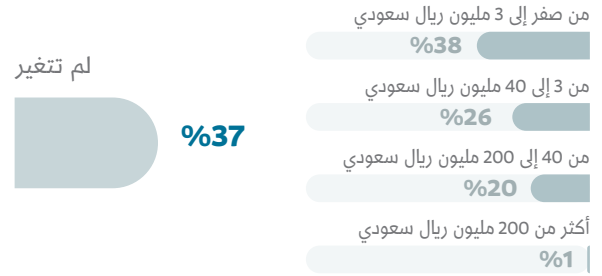 من صفر إلى 3 مليون ريال سعودي
%38
من 3 إلى 40 مليون ريال سعودي
%26
من 40 إلى 200 مليون ريال سعودي
%20
أكثر من 200 مليون ريال سعودي
%1
لم تتغير
%37